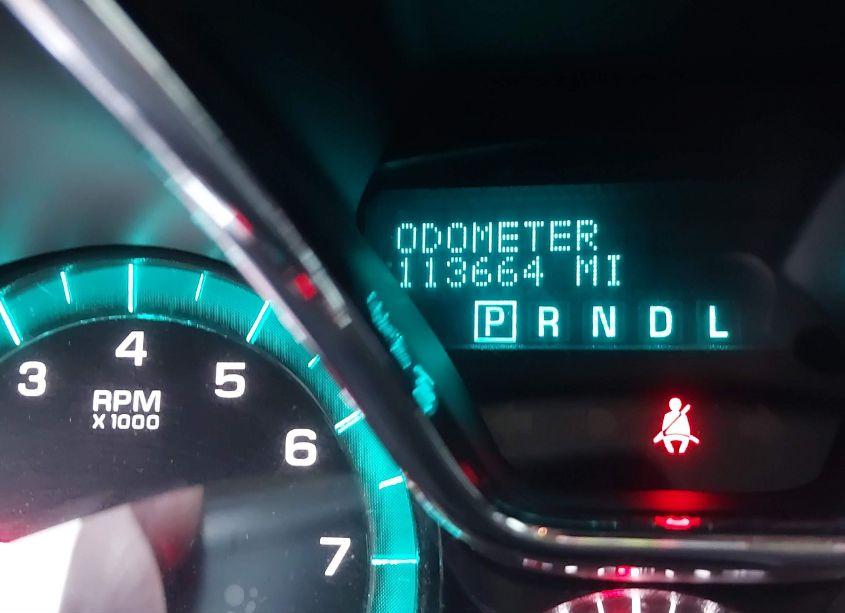 ODOMETER
113664 MI
P R N D L
4
3
5
RPM
X 1000
6
7